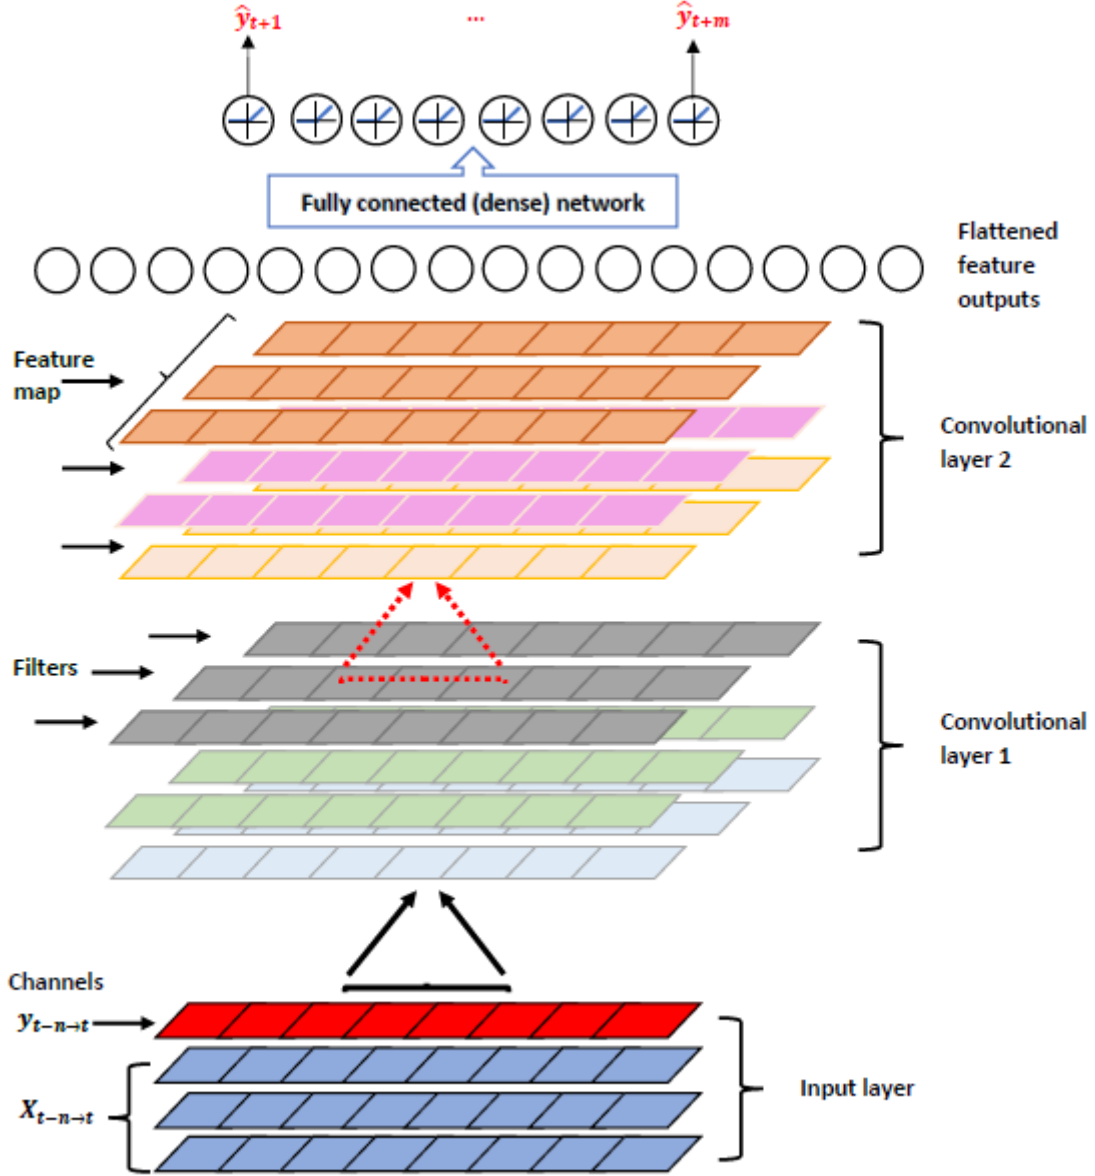 ŷₜ₊₁ ... ŷₜ₊ₘ
Fully connected (dense) network
Flattened
feature
outputs
Feature
map
Convolutional
layer 2
Filters
Convolutional
layer 1
Channels
yₜ₋ₙ→ₜ
Xₜ₋ₙ→ₜ
Input layer